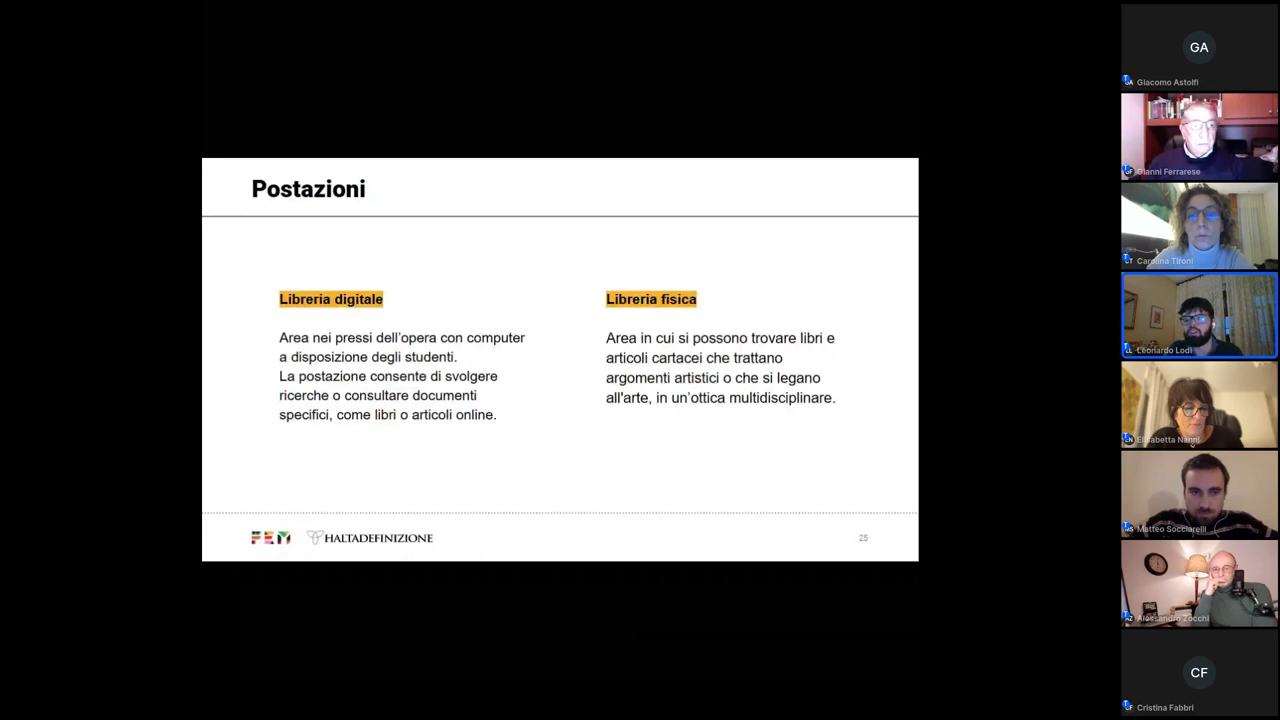 Postazioni
Libreria digitale
Area nei pressi dell'opera con computer
a disposizione degli studenti.
La postazione consente di svolgere
ricerche o consultare documenti
specifici, come libri o articoli online.
Libreria fisica
Area in cui si possono trovare libri e
articoli cartacei che trattano
argomenti artistici o che si legano
all'arte, in un'ottica multidisciplinare.
FEM
HALTADEFINIZIONE
25
GA
Giacomo Astolfi
Gianni Ferrarese
Carolina Tironi
Leonardo Lodi
Elisabetta Nanni
Matteo Socciarelli
Alessandro Zocchi
CF
Cristina Fabbri